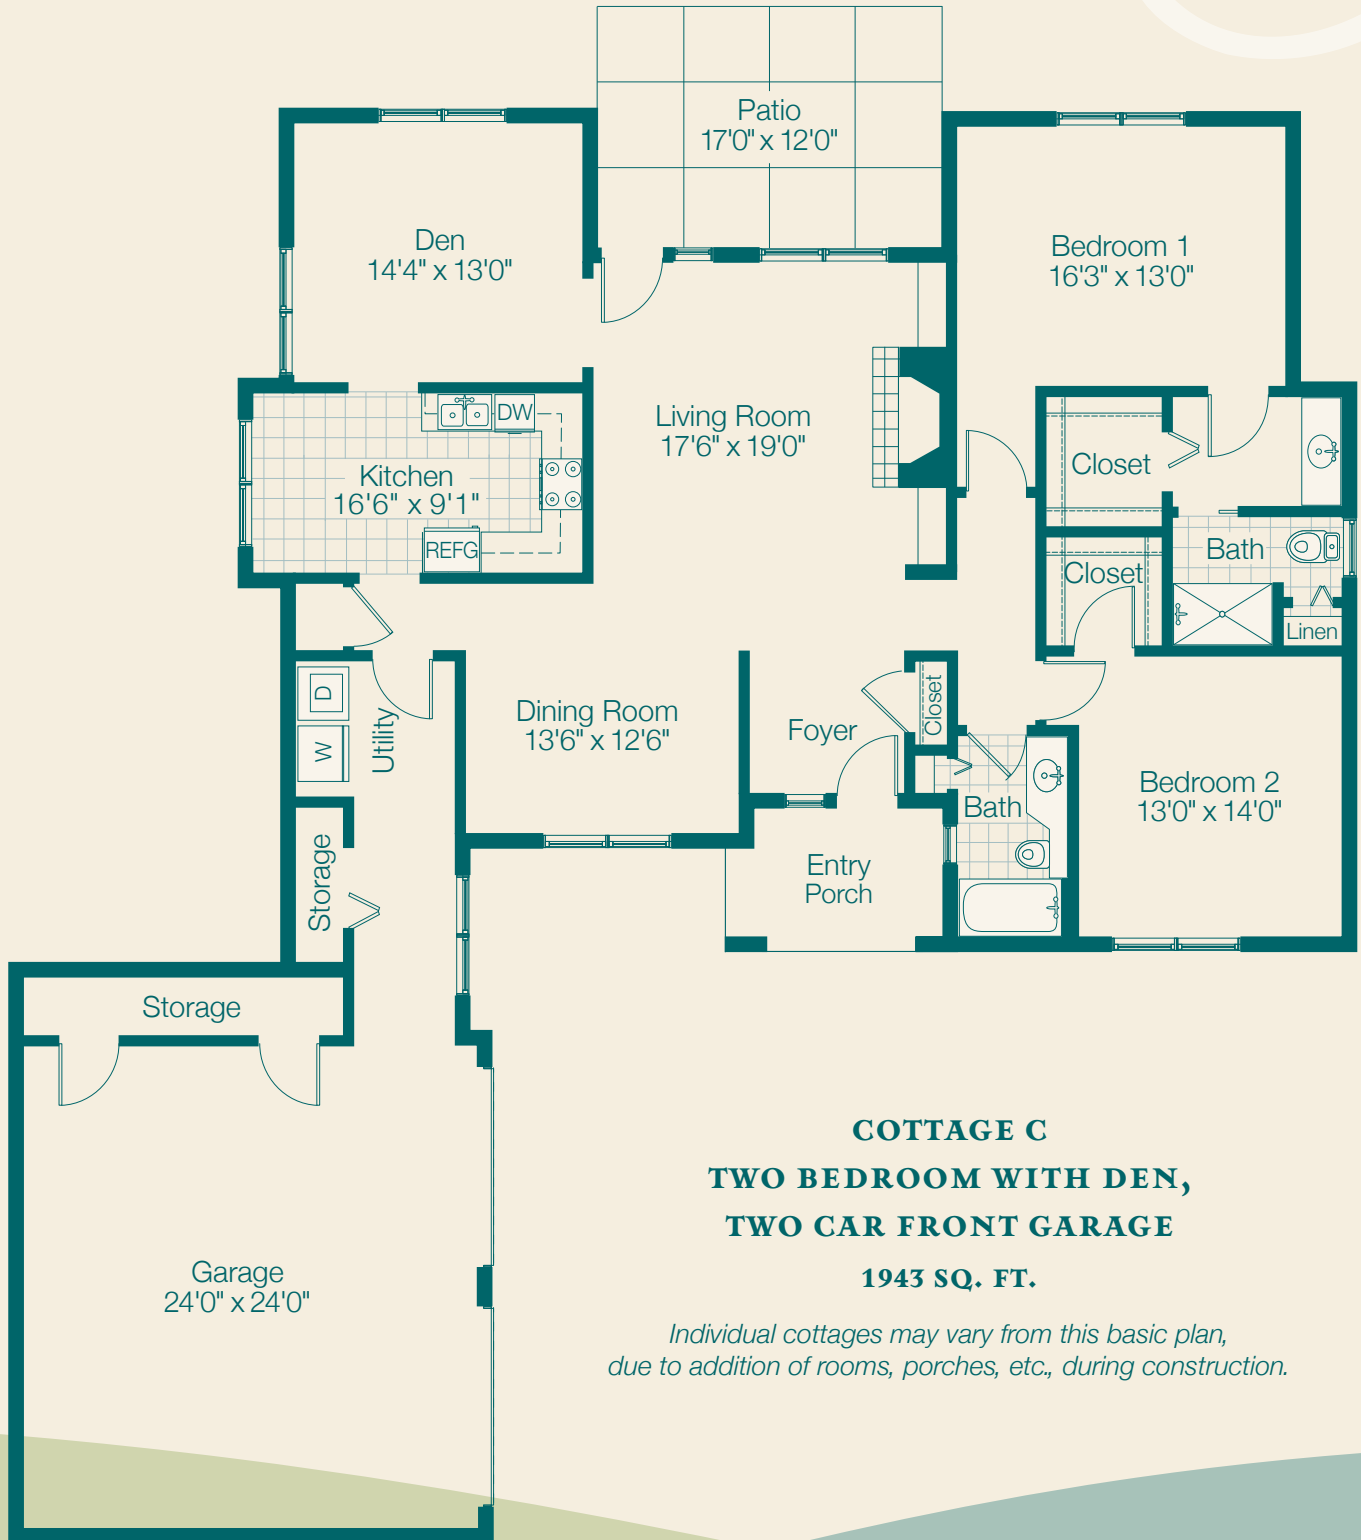 Patio
17'0" x 12'0"
Den
14'4" x 13'0"
Bedroom 1
16'3" x 13'0"
Living Room
17'6" x 19'0"
DW
Kitchen
16'6" x 9'1"
REFG
Closet
Bath
Closet
Linen
D
W
Utility
Dining Room
13'6" x 12'6"
Foyer
Closet
Bath
Bedroom 2
13'0" x 14'0"
Storage
Entry
Porch
Storage
Garage
24'0" x 24'0"
COTTAGE C
TWO BEDROOM WITH DEN,
TWO CAR FRONT GARAGE
1943 SQ. FT.
Individual cottages may vary from this basic plan,
due to addition of rooms, porches, etc., during construction.